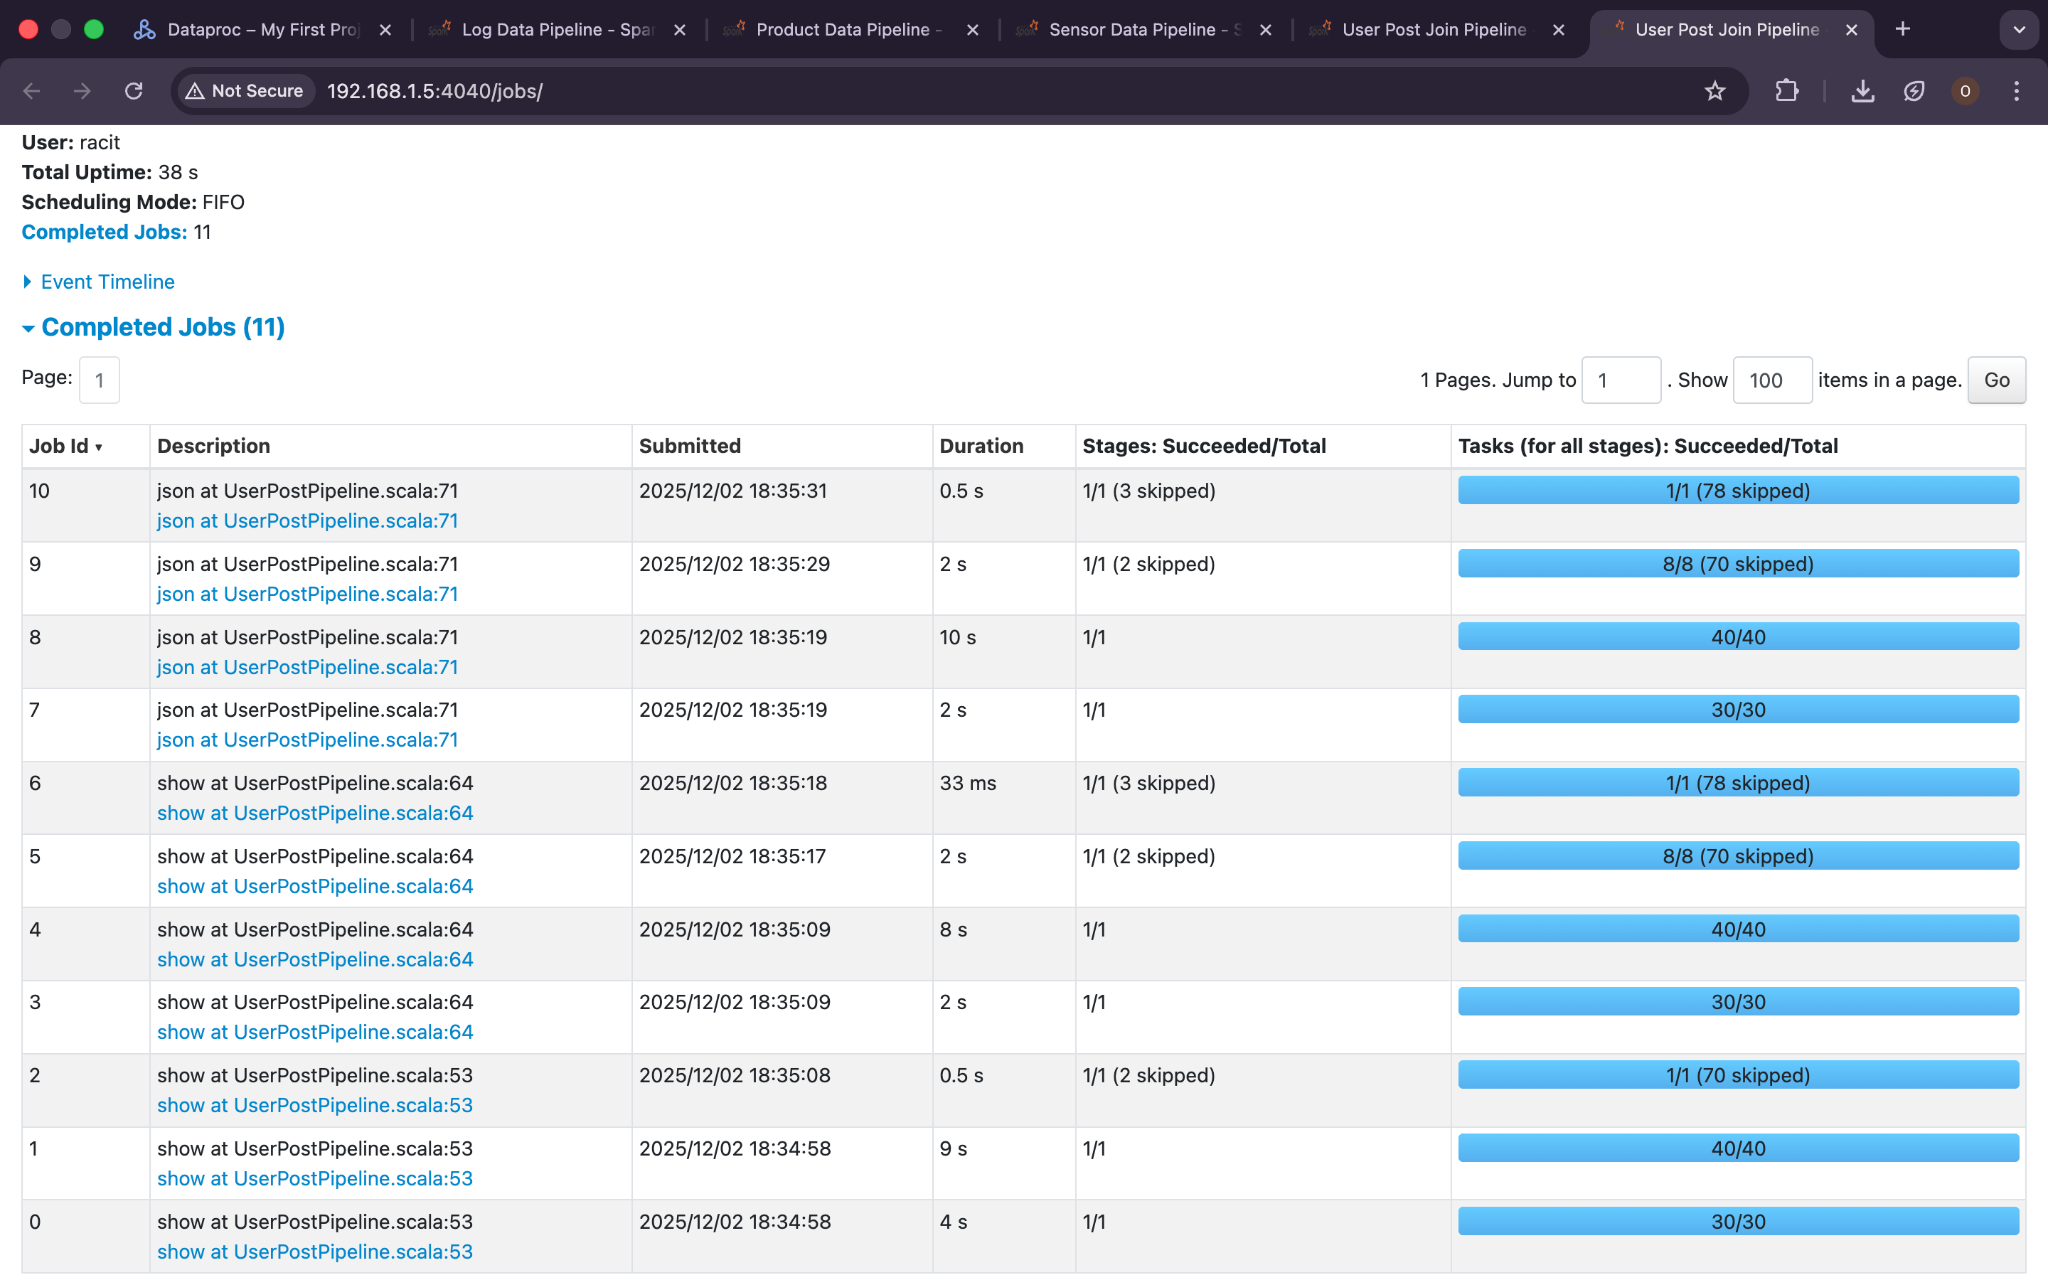 Dataproc – My First Proj
Log Data Pipeline - Spar
Product Data Pipeline -
Sensor Data Pipeline - S
User Post Join Pipeline
User Post Join Pipeline
Not Secure
192.168.1.5:4040/jobs/
O
User: racit
Total Uptime: 38 s
Scheduling Mode: FIFO
Completed Jobs: 11
Event Timeline
Completed Jobs (11)
Page: 1
1 Pages. Jump to 1 . Show 100 items in a page. Go
Job Id ▾ Description Submitted Duration Stages: Succeeded/Total Tasks (for all stages): Succeeded/Total
10 json at UserPostPipeline.scala:71 2025/12/02 18:35:31 0.5 s 1/1 (3 skipped) 1/1 (78 skipped)
json at UserPostPipeline.scala:71
9 json at UserPostPipeline.scala:71 2025/12/02 18:35:29 2 s 1/1 (2 skipped) 8/8 (70 skipped)
json at UserPostPipeline.scala:71
8 json at UserPostPipeline.scala:71 2025/12/02 18:35:19 10 s 1/1 40/40
json at UserPostPipeline.scala:71
7 json at UserPostPipeline.scala:71 2025/12/02 18:35:19 2 s 1/1 30/30
json at UserPostPipeline.scala:71
6 show at UserPostPipeline.scala:64 2025/12/02 18:35:18 33 ms 1/1 (3 skipped) 1/1 (78 skipped)
show at UserPostPipeline.scala:64
5 show at UserPostPipeline.scala:64 2025/12/02 18:35:17 2 s 1/1 (2 skipped) 8/8 (70 skipped)
show at UserPostPipeline.scala:64
4 show at UserPostPipeline.scala:64 2025/12/02 18:35:09 8 s 1/1 40/40
show at UserPostPipeline.scala:64
3 show at UserPostPipeline.scala:64 2025/12/02 18:35:09 2 s 1/1 30/30
show at UserPostPipeline.scala:64
2 show at UserPostPipeline.scala:53 2025/12/02 18:35:08 0.5 s 1/1 (2 skipped) 1/1 (70 skipped)
show at UserPostPipeline.scala:53
1 show at UserPostPipeline.scala:53 2025/12/02 18:34:58 9 s 1/1 40/40
show at UserPostPipeline.scala:53
0 show at UserPostPipeline.scala:53 2025/12/02 18:34:58 4 s 1/1 30/30
show at UserPostPipeline.scala:53